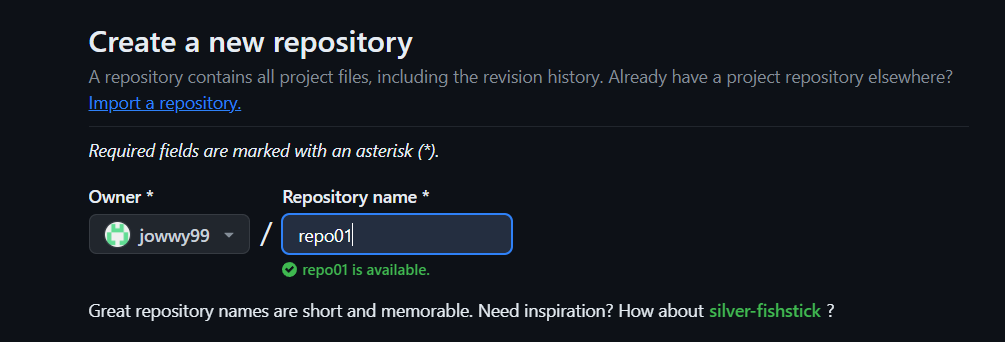 Create a new repository
A repository contains all project files, including the revision history. Already have a project repository elsewhere?
Import a repository.
Required fields are marked with an asterisk (*).
Owner * Repository name *
jowwy99 / repo01
repo01 is available.
Great repository names are short and memorable. Need inspiration? How about silver-fishstick ?